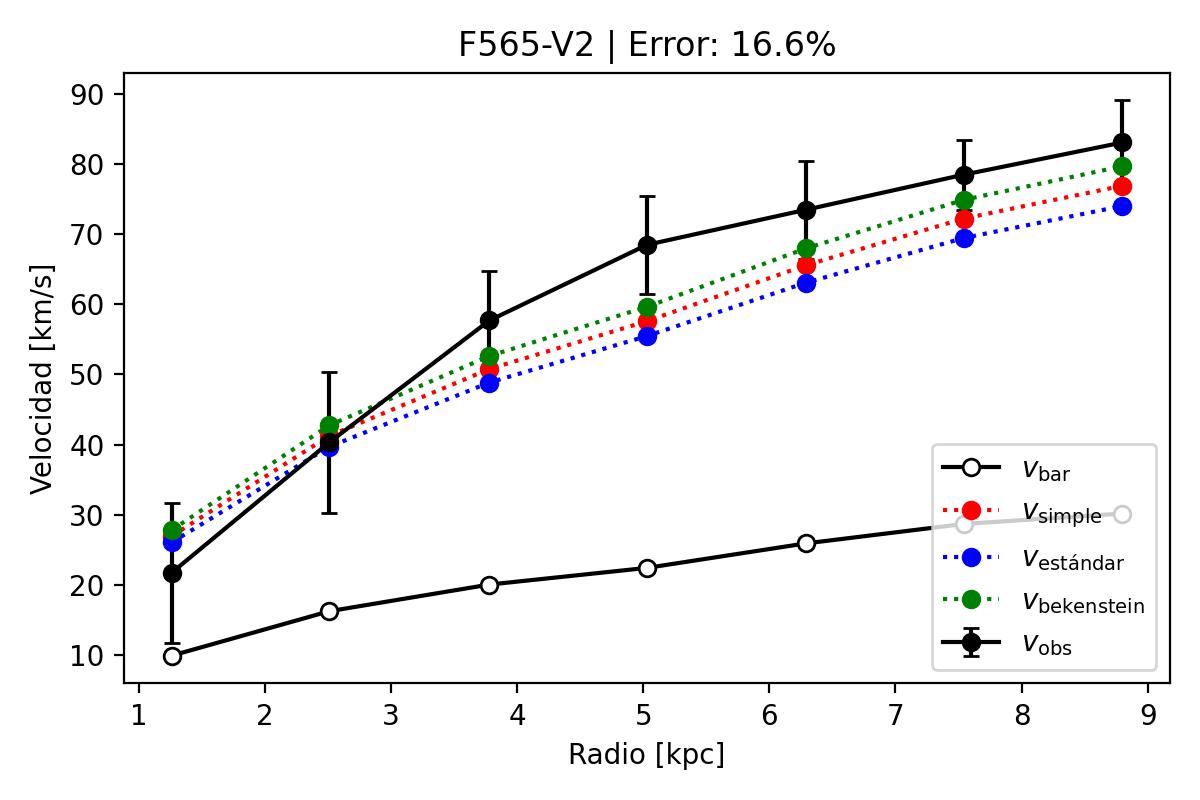 F565-V2 | Error: 16.6%
Velocidad [km/s]
90
80
70
60
50
40
30
20
10
v_bar
v_simple
v_estándar
v_bekenstein
v_obs
1 2 3 4 5 6 7 8 9
Radio [kpc]